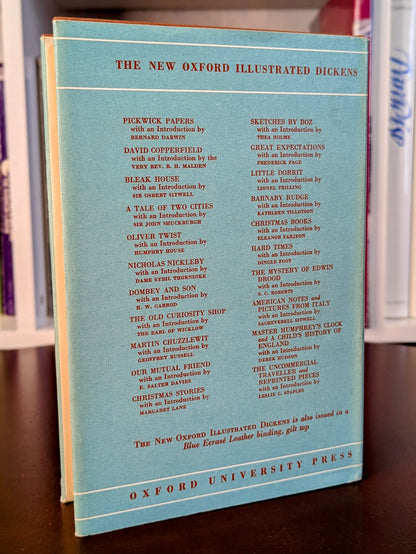 THE NEW OXFORD ILLUSTRATED DICKENS
PICKWICK PAPERS
with an Introduction by
BERNARD DARWIN
DAVID COPPERFIELD
with an Introduction by the
VERY REV. R. H. MALDEN
BLEAK HOUSE
with an Introduction by
SIR OSBERT SITWELL
A TALE OF TWO CITIES
with an Introduction by
SIR JOHN SHUCKBURGH
OLIVER TWIST
with an Introduction by
HUMPHRY HOUSE
NICHOLAS NICKLEBY
with an Introduction by
DAME SYBIL THORNDIKE
DOMBEY AND SON
with an Introduction by
H. W. GARROD
THE OLD CURIOSITY SHOP
with an Introduction by
THE EARL OF WICKLOW
MARTIN CHUZZLEWIT
with an Introduction by
GEOFFREY RUSSELL
OUR MUTUAL FRIEND
with an Introduction by
E. SALTER DAVIES
CHRISTMAS STORIES
with an Introduction by
MARGARET LANE
SKETCHES BY BOZ
with an Introduction by
THEA HOLME
GREAT EXPECTATIONS
with an Introduction by
FREDERICK PAGE
LITTLE DORRIT
with an Introduction by
LIONEL TRILLING
BARNABY RUDGE
with an Introduction by
KATHLEEN TILLOTSON
CHRISTMAS BOOKS
with an Introduction by
ELEANOR FARJEON
HARD TIMES
with an Introduction by
DINGLE FOOT
THE MYSTERY OF EDWIN
DROOD
with an Introduction by
S. C. ROBERTS
AMERICAN NOTES and
PICTURES FROM ITALY
with an Introduction by
SACHEVERELL SITWELL
MASTER HUMPHREY'S CLOCK
and A CHILD'S HISTORY OF
ENGLAND
with an Introduction by
DEREK HUDSON
THE UNCOMMERCIAL
TRAVELLER and
REPRINTED PIECES
with an Introduction by
LESLIE C. STAPLES
THE NEW OXFORD ILLUSTRATED DICKENS is also issued in a
Blue Ecrasé Leather binding, gilt top
OXFORD UNIVERSITY PRESS